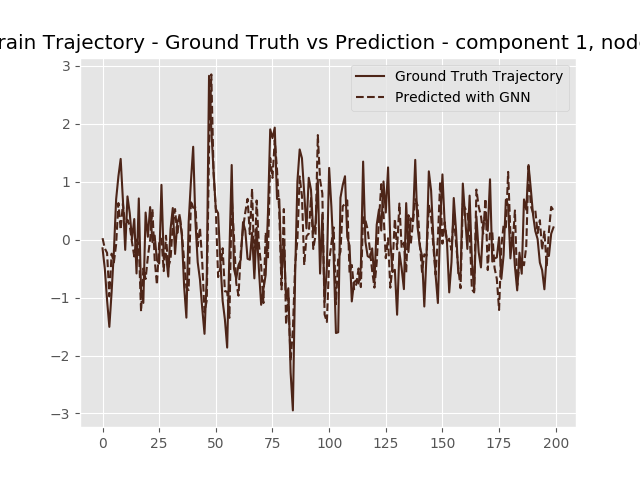 rain Trajectory - Ground Truth vs Prediction - component 1, nod
Ground Truth Trajectory
Predicted with GNN
3
2
1
0
−1
−2
−3
0 25 50 75 100 125 150 175 200